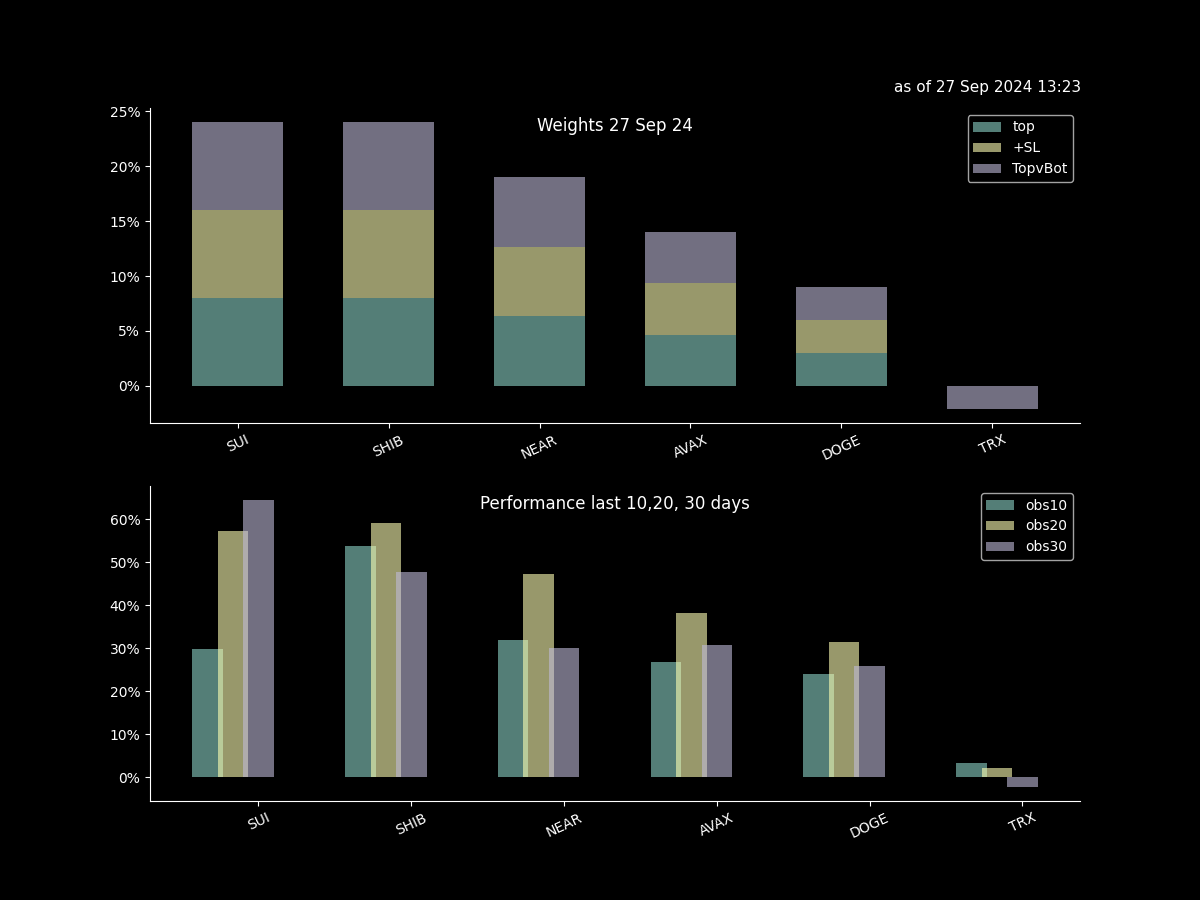 as of 27 Sep 2024 13:23
Weights 27 Sep 24
25%
20%
15%
10%
5%
0%
top
+SL
TopvBot
SUI
SHIB
NEAR
AVAX
DOGE
TRX
Performance last 10,20, 30 days
60%
50%
40%
30%
20%
10%
0%
obs10
obs20
obs30
SUI
SHIB
NEAR
AVAX
DOGE
TRX